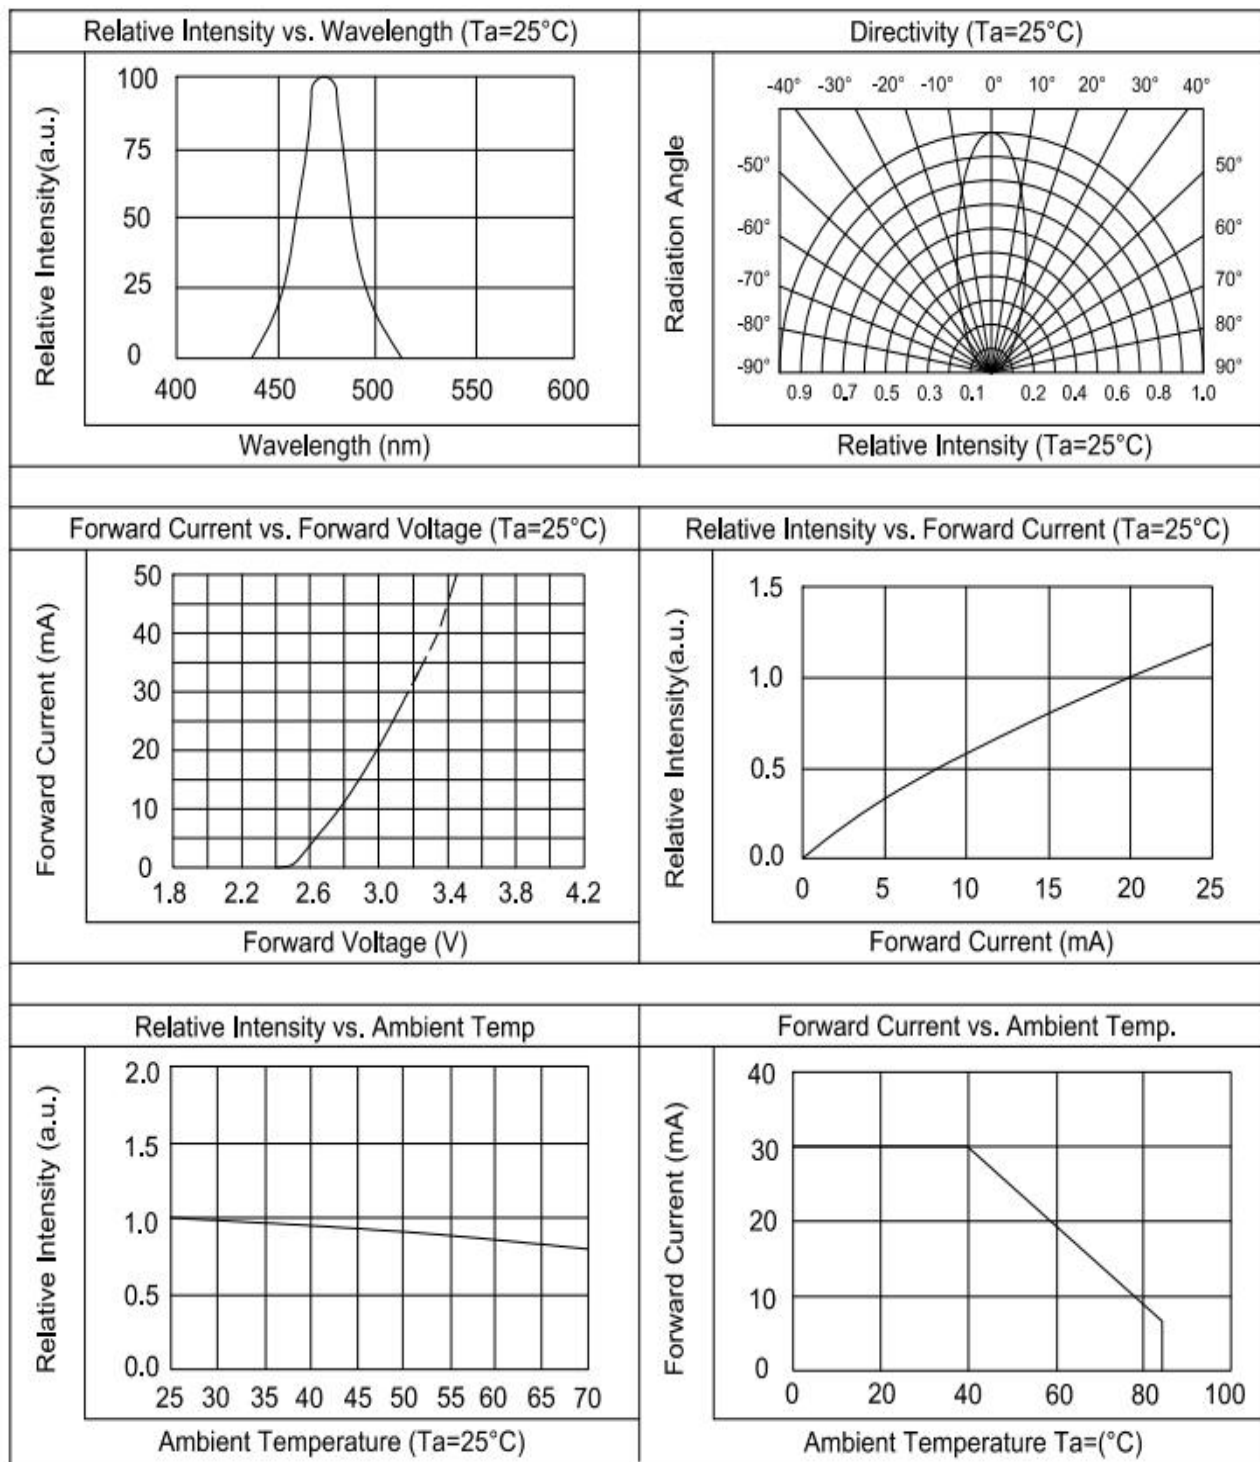 Relative Intensity vs. Wavelength (Ta=25°C)
Relative Intensity(a.u.)
100
75
50
25
0
400 450 500 550 600
Wavelength (nm)
Directivity (Ta=25°C)
Radiation Angle
-40° -30° -20° -10° 0° 10° 20° 30° 40°
-50° 50°
-60° 60°
-70° 70°
-80° 80°
-90° 90°
0.9 0.7 0.5 0.3 0.1 0.2 0.4 0.6 0.8 1.0
Relative Intensity (Ta=25°C)
Forward Current vs. Forward Voltage (Ta=25°C)
Forward Current (mA)
50
40
30
20
10
0
1.8 2.2 2.6 3.0 3.4 3.8 4.2
Forward Voltage (V)
Relative Intensity vs. Forward Current (Ta=25°C)
Relative Intensity(a.u.)
1.5
1.0
0.5
0.0
0 5 10 15 20 25
Forward Current (mA)
Relative Intensity vs. Ambient Temp
Relative Intensity (a.u.)
2.0
1.5
1.0
0.5
0.0
25 30 35 40 45 50 55 60 65 70
Ambient Temperature (Ta=25°C)
Forward Current vs. Ambient Temp.
Forward Current (mA)
40
30
20
10
0
0 20 40 60 80 100
Ambient Temperature Ta=(°C)